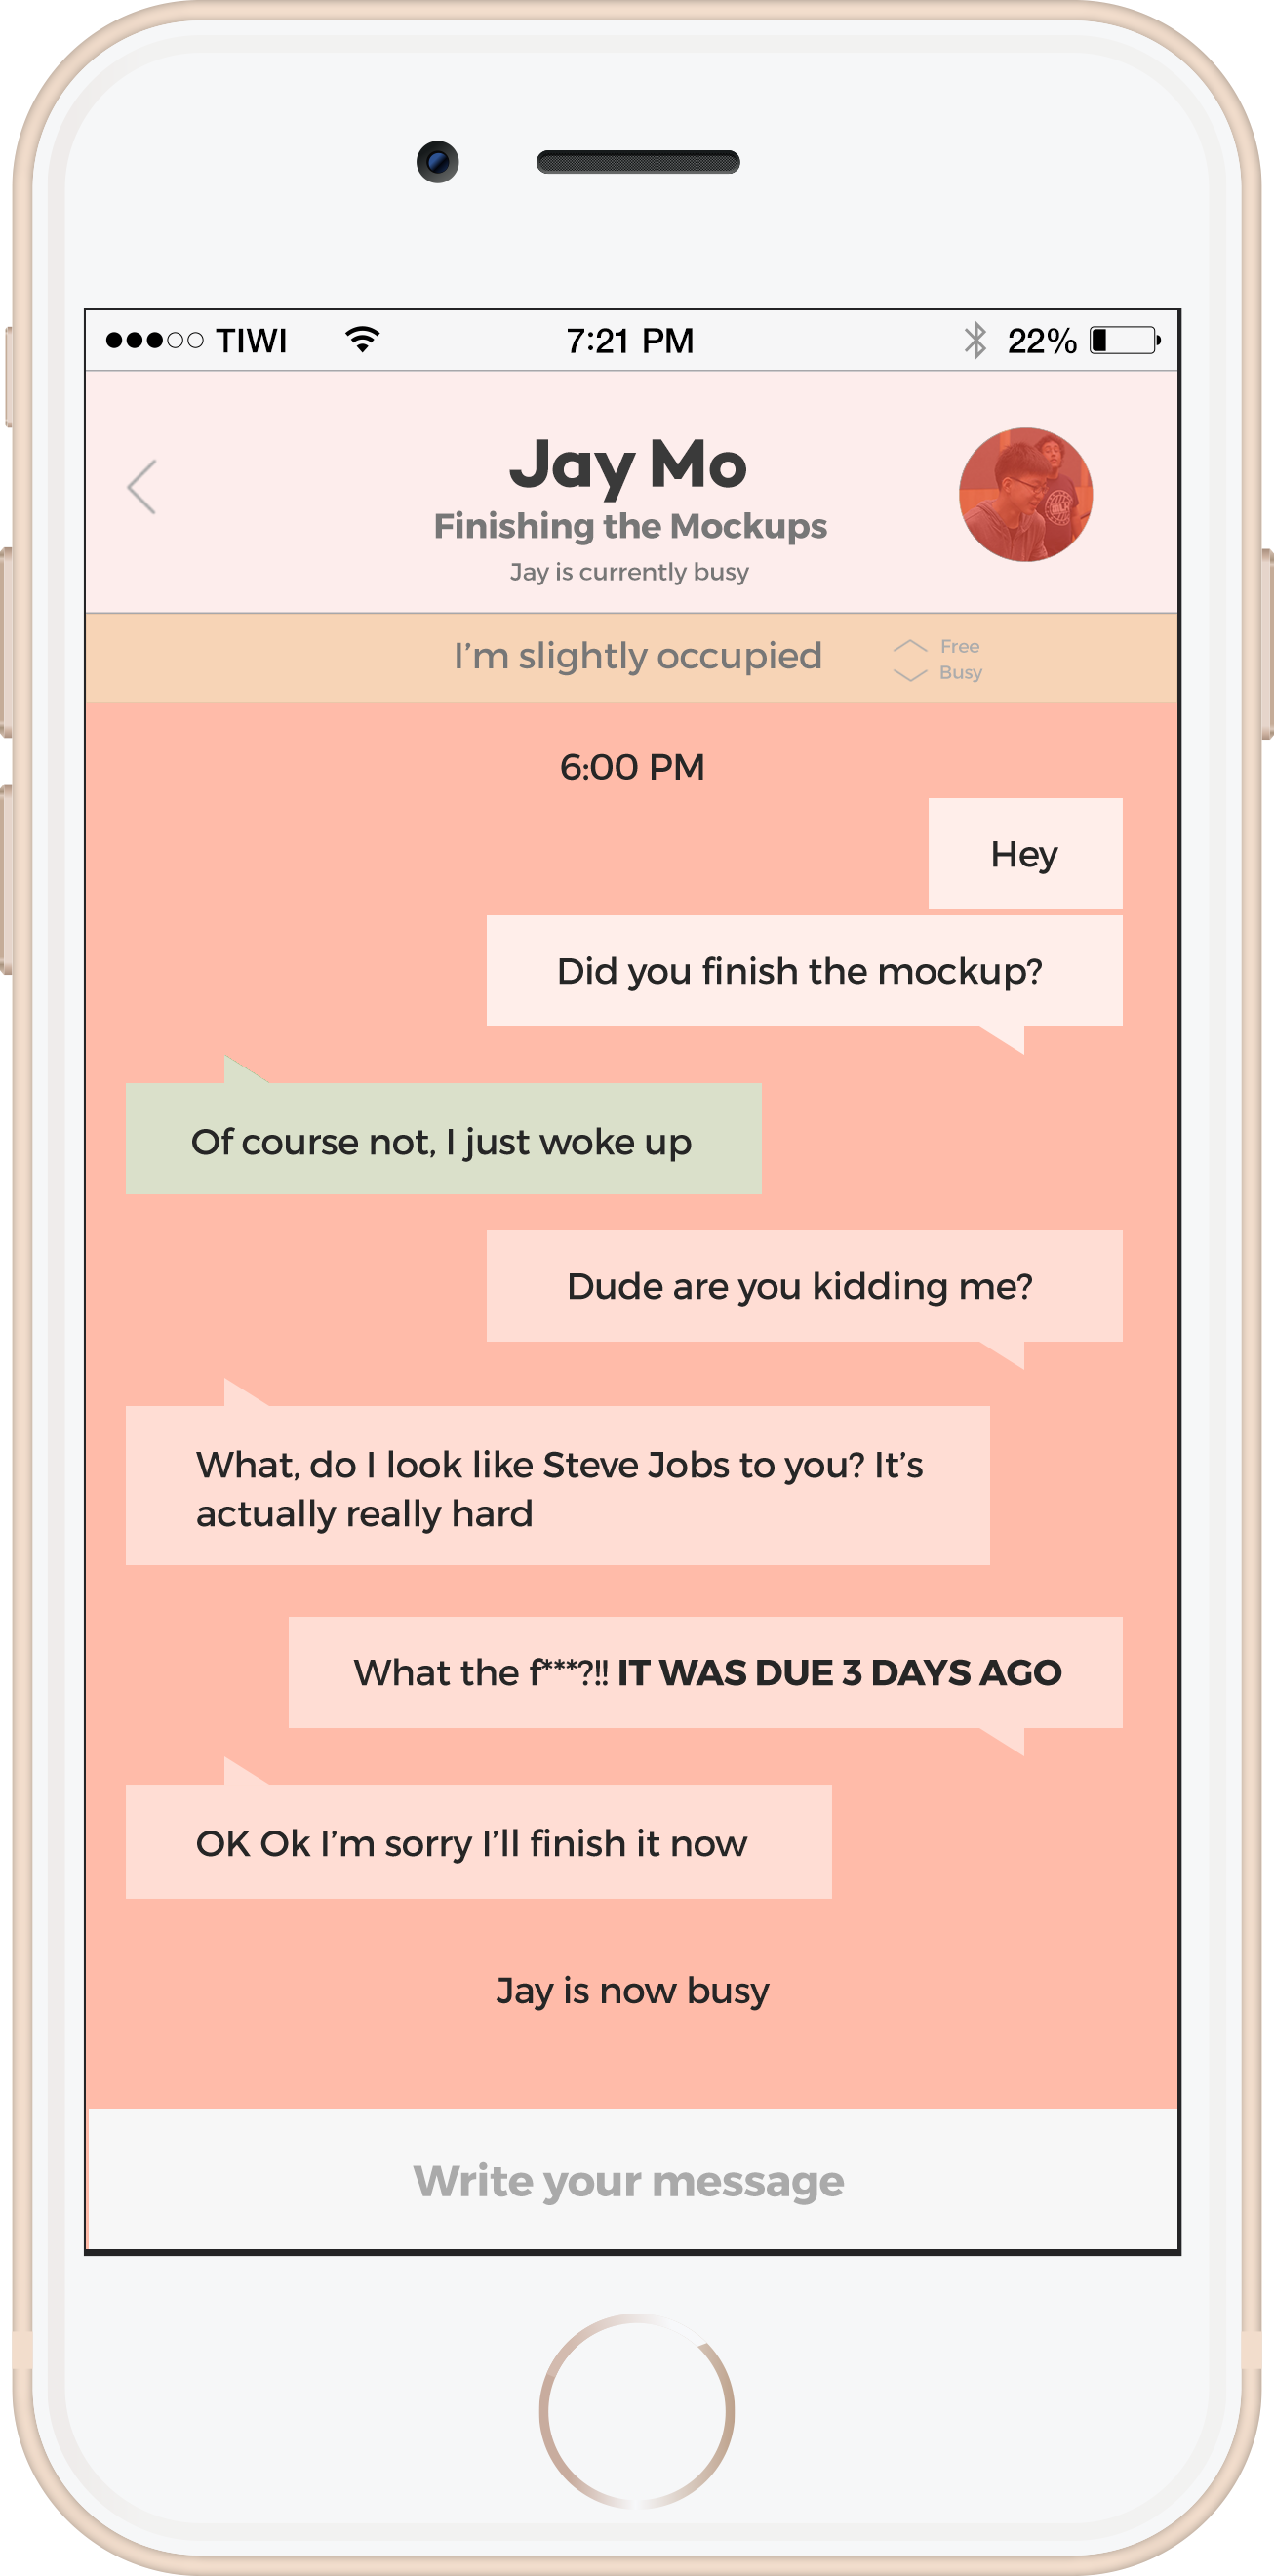 TIWI 7:21 PM 22%
Jay Mo
Finishing the Mockups
Jay is currently busy
I’m slightly occupied
Free
Busy
6:00 PM
Hey
Did you finish the mockup?
Of course not, I just woke up
Dude are you kidding me?
What, do I look like Steve Jobs to you? It’s
actually really hard
What the f***?!! IT WAS DUE 3 DAYS AGO
OK Ok I’m sorry I’ll finish it now
Jay is now busy
Write your message